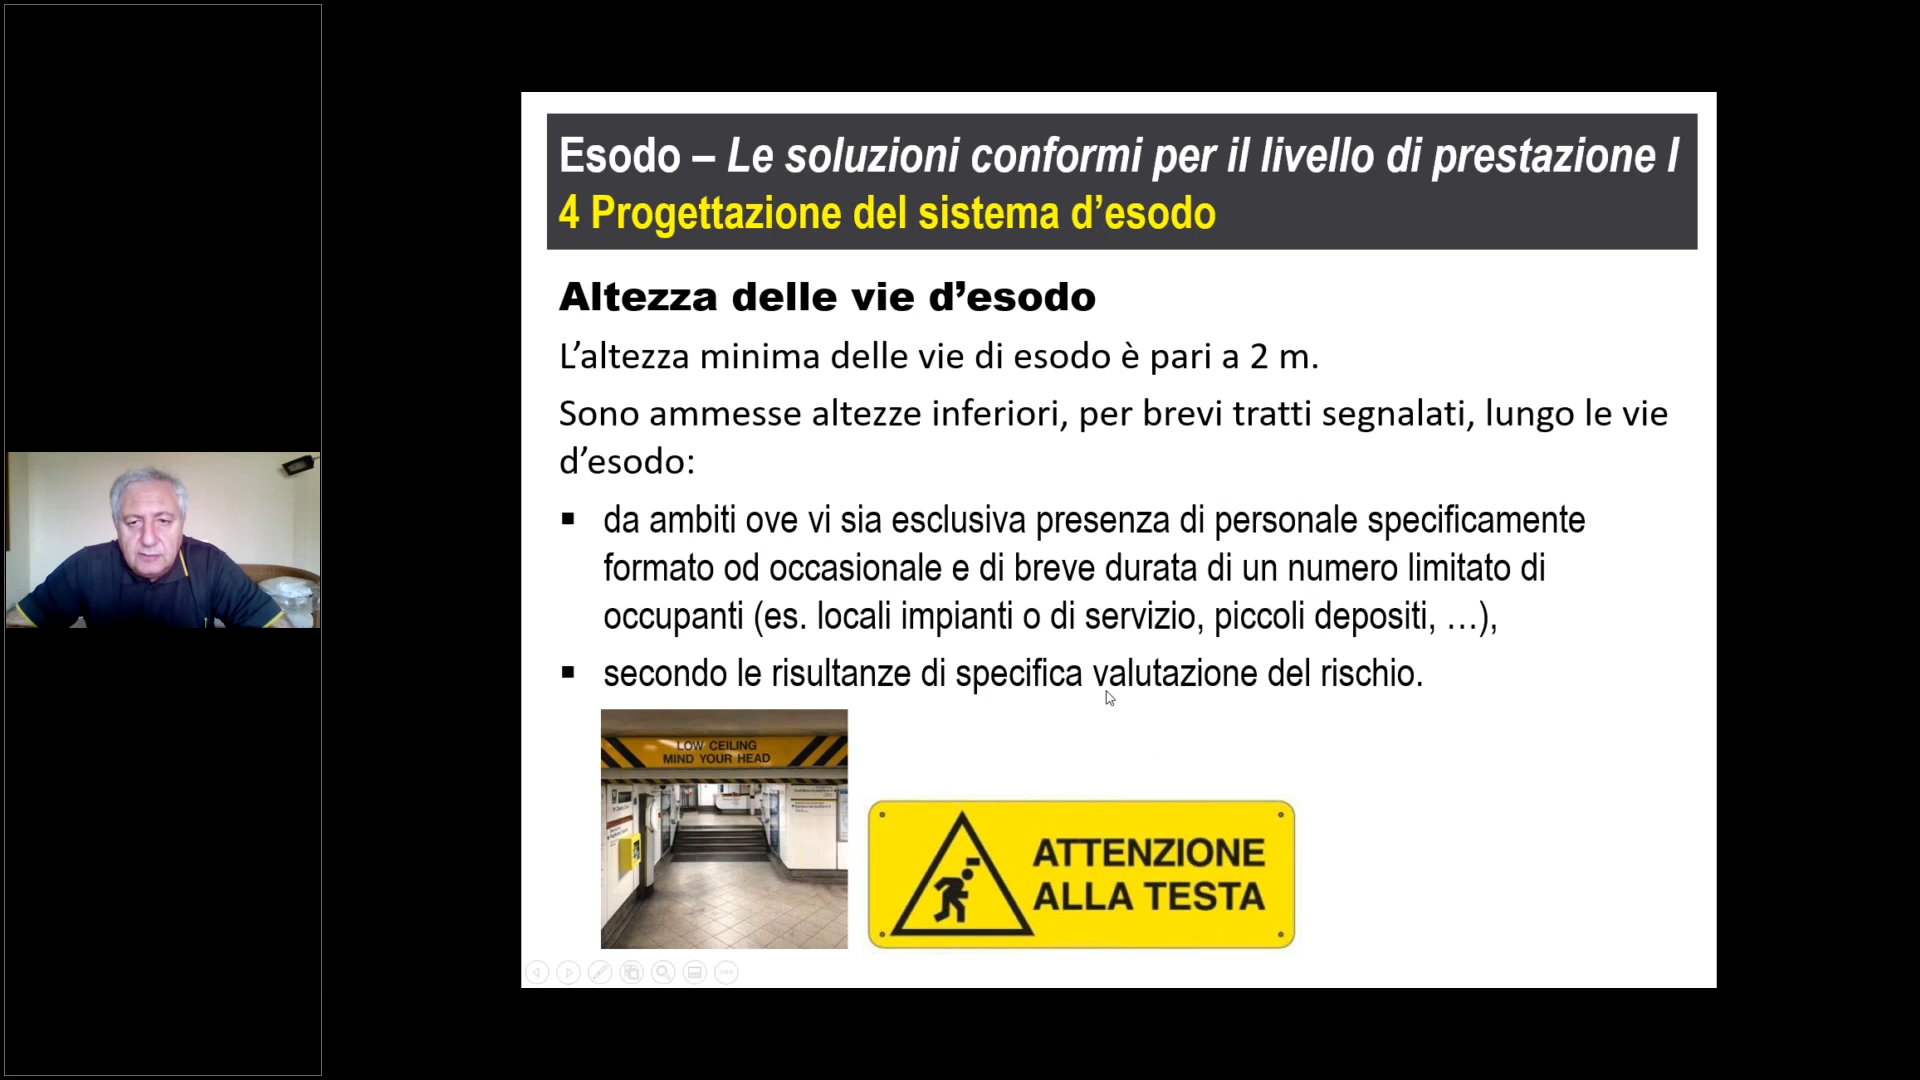 Esodo – Le soluzioni conformi per il livello di prestazione I
4 Progettazione del sistema d’esodo
Altezza delle vie d’esodo
L’altezza minima delle vie di esodo è pari a 2 m.
Sono ammesse altezze inferiori, per brevi tratti segnalati, lungo le vie
d’esodo:
▪ da ambiti ove vi sia esclusiva presenza di personale specificamente
formato od occasionale e di breve durata di un numero limitato di
occupanti (es. locali impianti o di servizio, piccoli depositi, …),
▪ secondo le risultanze di specifica valutazione del rischio.
LOW CEILING
MIND YOUR HEAD
ATTENZIONE
ALLA TESTA